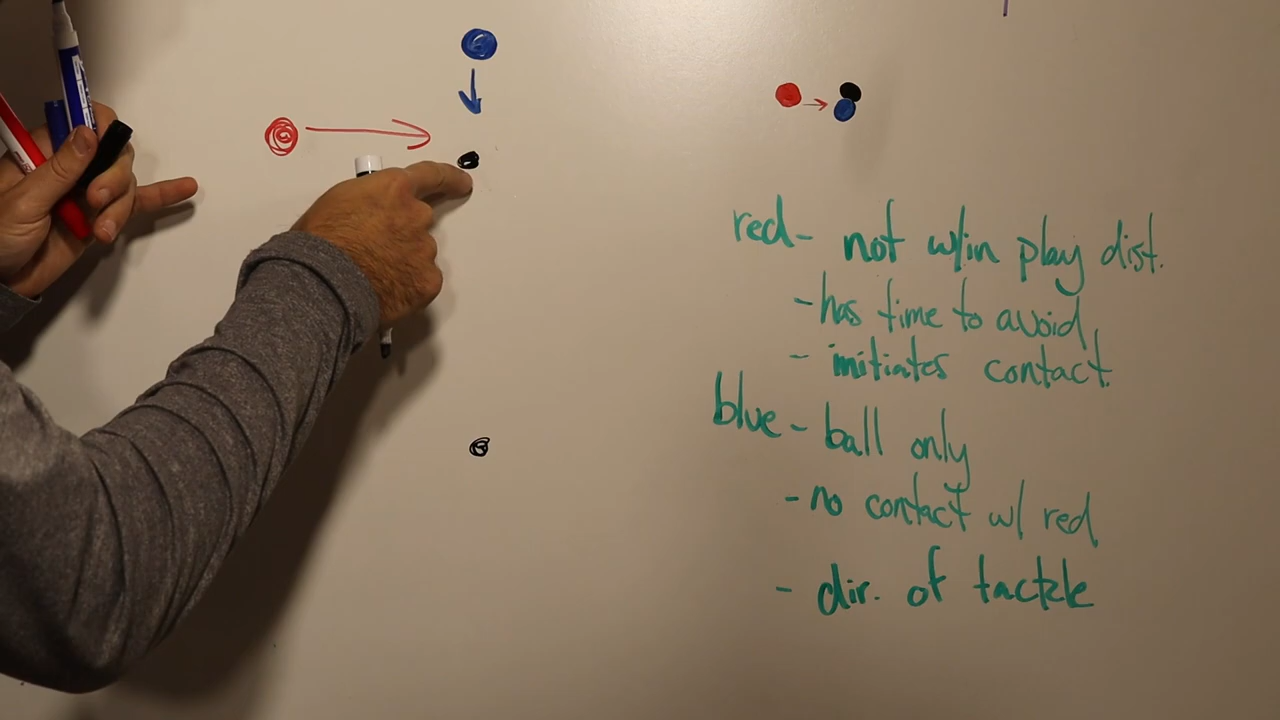 red- not w/in play dist.
-has time to avoid
- initiates contact.
blue- ball only
- no contact w/ red
- dir. of tackle